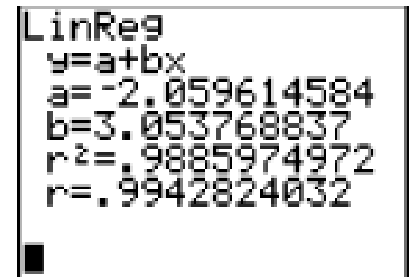 LinReg
y=a+bx
a=⁻2.059614584
b=3.053768837
r²=.9885974972
r=.9942824032